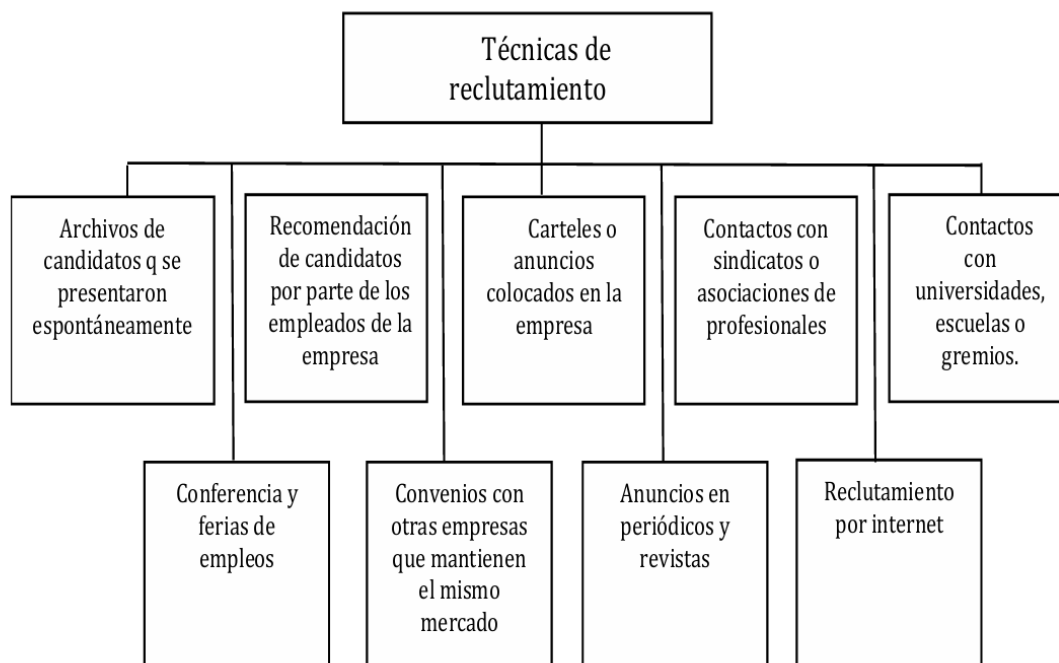 Técnicas de
reclutamiento
Archivos de
candidatos q se
presentaron
espontáneamente
Recomendación
de candidatos
por parte de los
empleados de la
empresa
Carteles o
anuncios
colocados en la
empresa
Contactos con
sindicatos o
asociaciones de
profesionales
Contactos
con
universidades,
escuelas o
gremios.
Conferencia y
ferias de
empleos
Convenios con
otras empresas
que mantienen
el mismo
mercado
Anuncios en
periódicos y
revistas
Reclutamiento
por internet